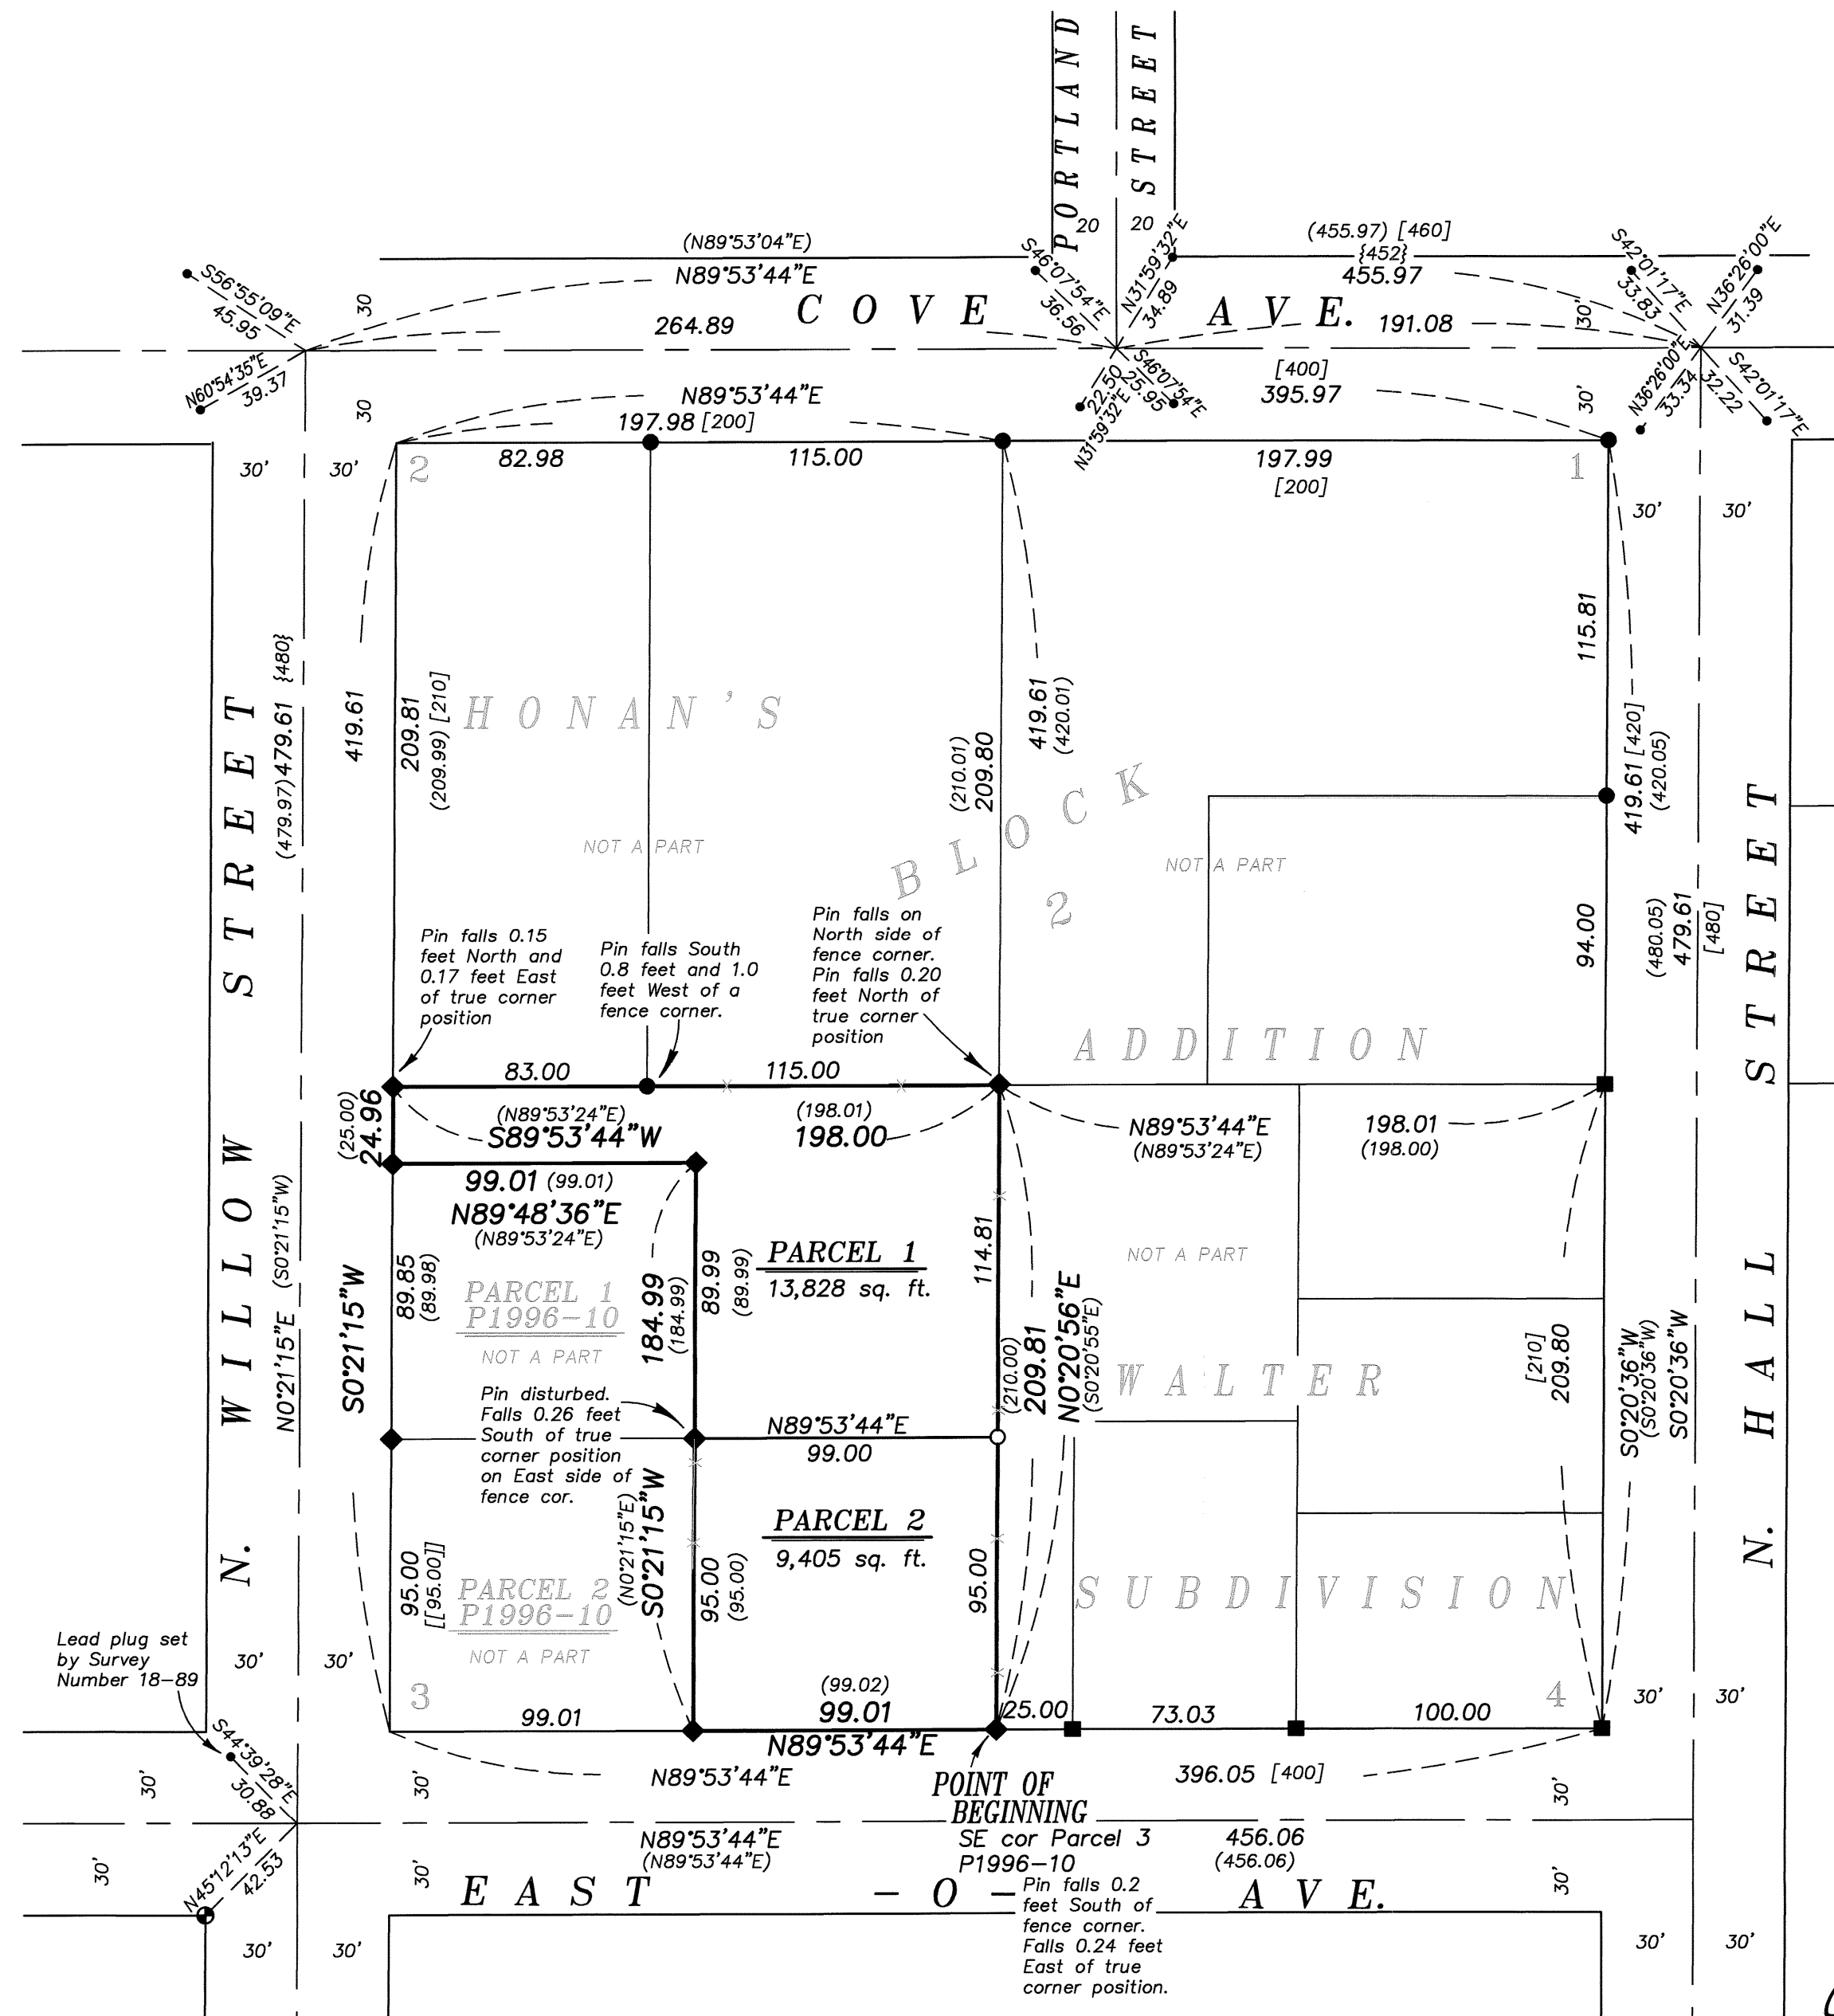 PORTLAND
STREET
20
20
(N89°53'04"E)
N89°53'44"E
(455.97) [460]
{452}
455.97
S56°55'09"E
45.95
N60°54'35"E
39.37
30
30
264.89
COVE AVE.
191.08
S46°07'54"E
36.56
N31°59'32"E
34.89
22.50
N31°59'32"E
25.95
S46°07'54"E
S42°01'17"E
33.83
N36°26'00"E
31.39
N36°26'00"E
33.34
32.22
S42°01'17"E
30'
30'
N89°53'44"E
[400]
395.97
197.98 [200]
82.98
115.00
197.99
[200]
2
1
30'
30'
30'
30'
N. WILLOW STREET
(479.97) 479.61 {480}
N0°21'15"E (S0°21'15"W)
419.61
209.81
(209.99) [210]
HONAN'S
419.61
(420.01)
(210.01)
209.80
115.81
419.61 [420]
(420.05)
94.00
(480.05)
479.61
[480]
N. HALL STREET
BLOCK
2
NOT A PART
NOT A PART
ADDITION
Pin falls 0.15
feet North and
0.17 feet East
of true corner
position
Pin falls South
0.8 feet and 1.0
feet West of a
fence corner.
Pin falls on
North side of
fence corner.
Pin falls 0.20
feet North of
true corner
position
83.00
115.00
(25.00)
24.96
(N89°53'24"E)
S89°53'44"W
(198.01)
198.00
N89°53'44"E
(N89°53'24"E)
198.01
(198.00)
99.01 (99.01)
N89°48'36"E
(N89°53'24"E)
S0°21'15"W
89.85
(89.98)
PARCEL 1
P1996-10
NOT A PART
184.99
(184.99)
89.99
(89.99)
PARCEL 1
13,828 sq. ft.
114.81
(210.00)
209.81
N0°20'56"E
(S0°20'55"E)
NOT A PART
WALTER
[210]
209.80
S0°20'36"W
(S0°20'36"W)
S0°20'36"W
Pin disturbed.
Falls 0.26 feet
South of true
corner position
on East side of
fence cor.
N89°53'44"E
99.00
(N0°21'15"E)
S0°21'15"W
PARCEL 2
9,405 sq. ft.
95.00
[[95.00]]
PARCEL 2
P1996-10
NOT A PART
95.00
(95.00)
95.00
SUBDIVISION
Lead plug set
by Survey
Number 18-89
30'
30'
30'
30'
3
4
99.01
(99.02)
99.01
N89°53'44"E
25.00
73.03
100.00
S44°39'28"E
30.88
N45°12'13"E
42.53
30'
30'
N89°53'44"E
396.05 [400]
30'
POINT OF
BEGINNING
SE cor Parcel 3
P1996-10
N89°53'44"E
(N89°53'44"E)
456.06
(456.06)
30'
30'
30'
EAST -O- AVE.
Pin falls 0.2
feet South of
fence corner.
Falls 0.24 feet
East of true
corner position.
30'
30'
30'
30'